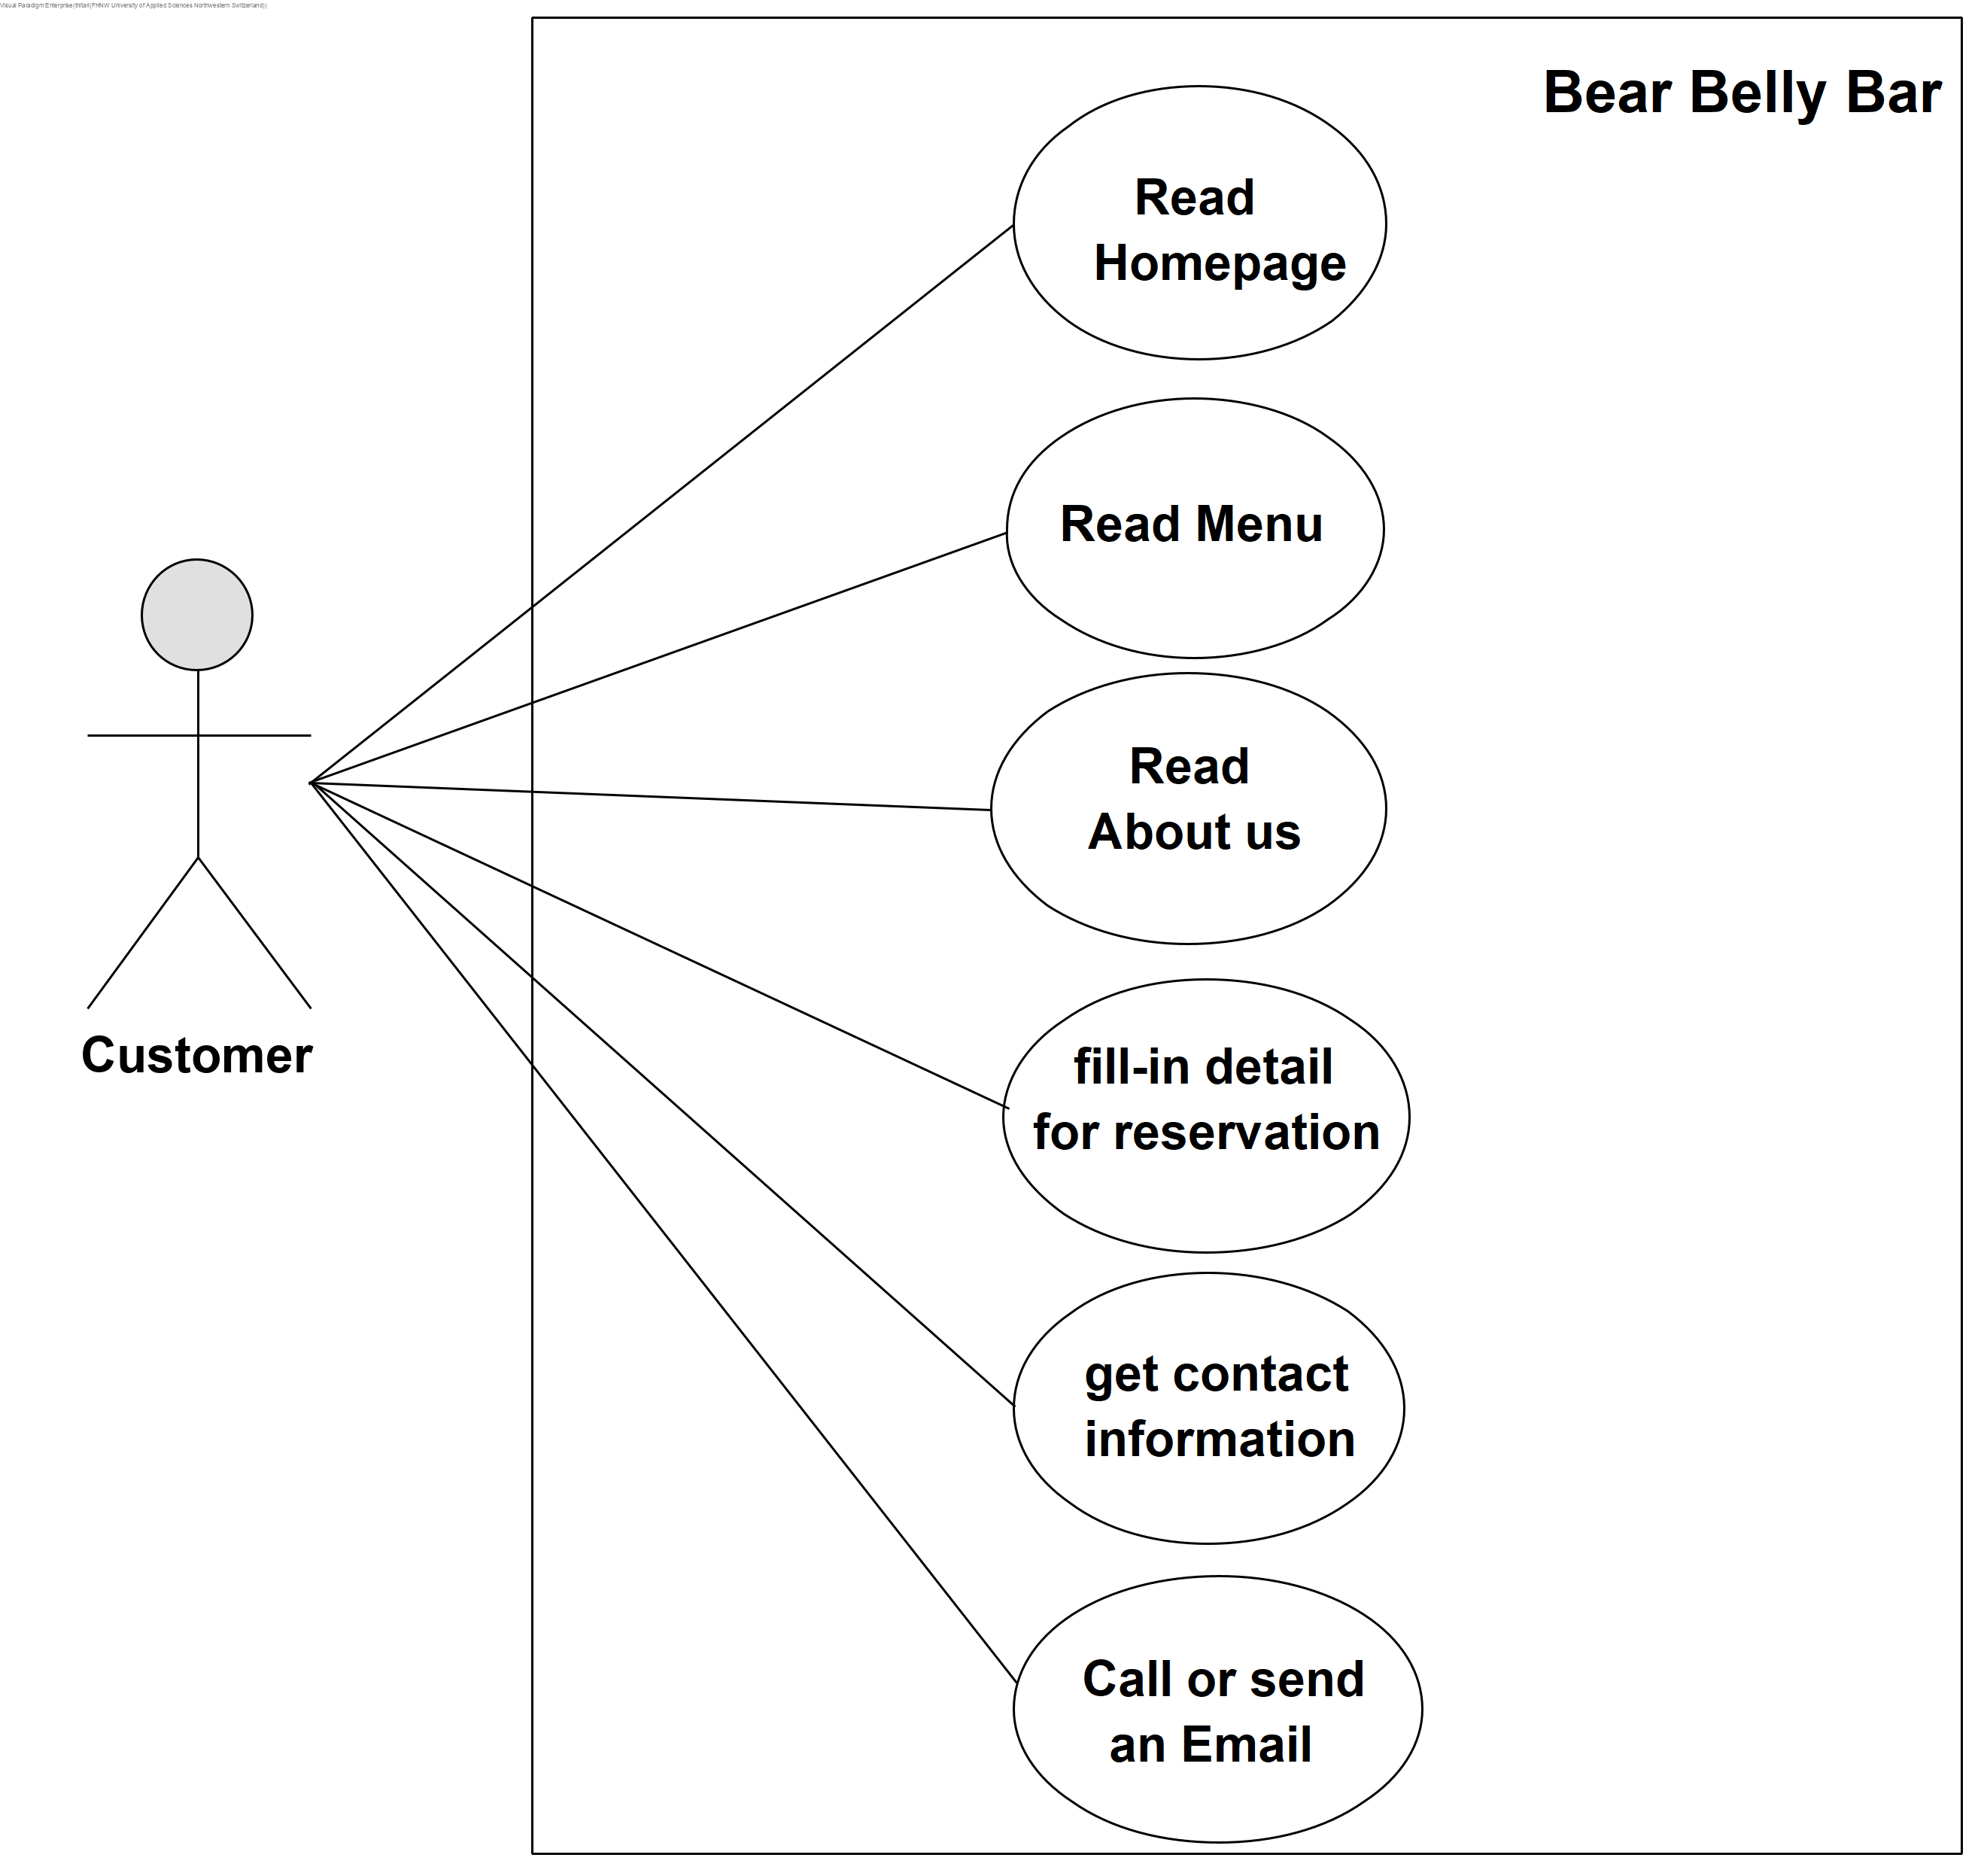 Visual Paradigm Enterprise(thitari(FHNW University of Applied Sciences Northwestern Switzerland))
Bear Belly Bar
Read
Homepage
Read Menu
Read
About us
Customer
fill-in detail
for reservation
get contact
information
Call or send
an Email